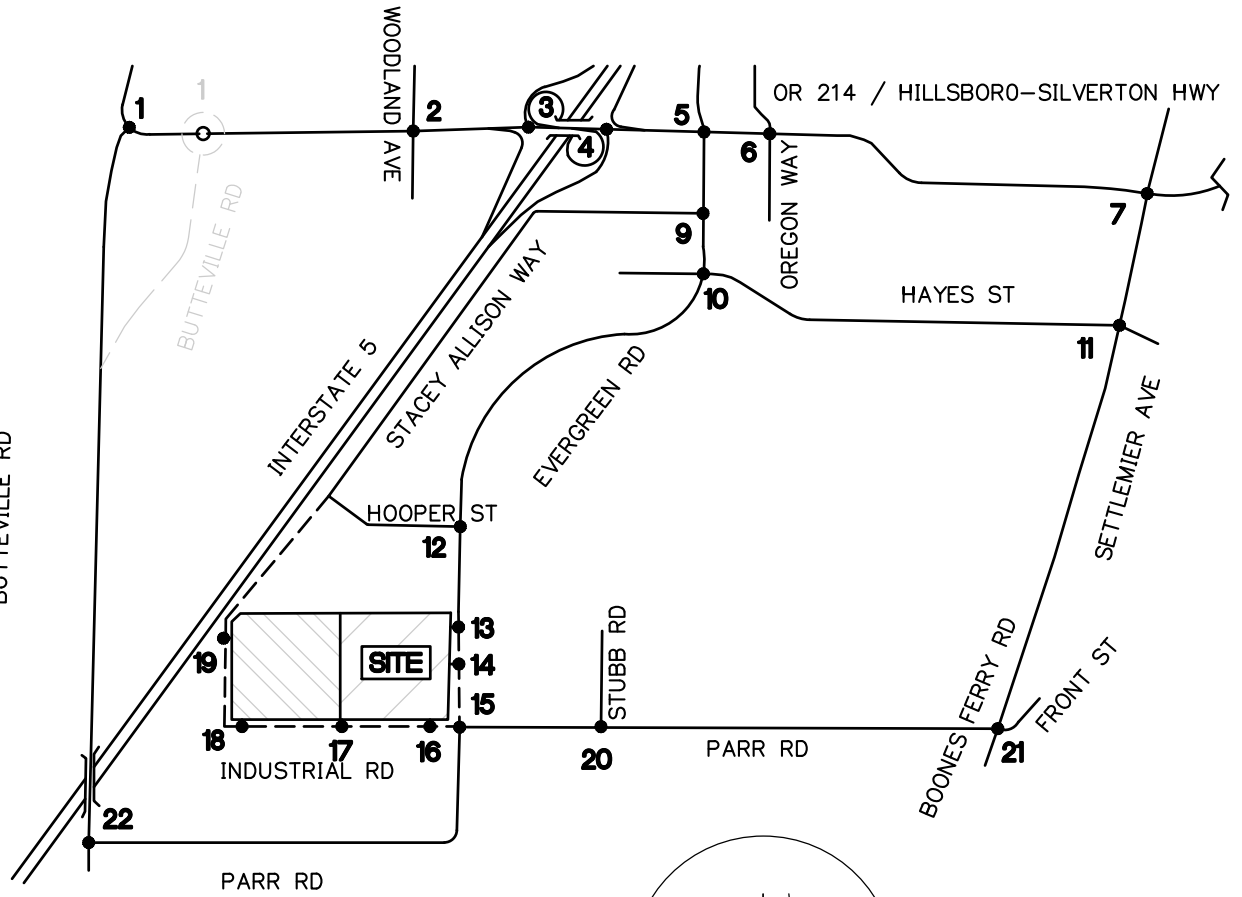 WOODLAND AVE
OR 214 / HILLSBORO-SILVERTON HWY
1
1
2
3
4
5
6
7
OREGON WAY
BUTTEVILLE RD
9
10
HAYES ST
11
INTERSTATE 5
STACEY ALLISON WAY
EVERGREEN RD
SETTLEMIER AVE
BUTTEVILLE RD
HOOPER ST
12
13
SITE
14
19
15
STUBB RD
BOONES FERRY RD
FRONT ST
18
17
16
20
PARR RD
21
INDUSTRIAL RD
22
PARR RD